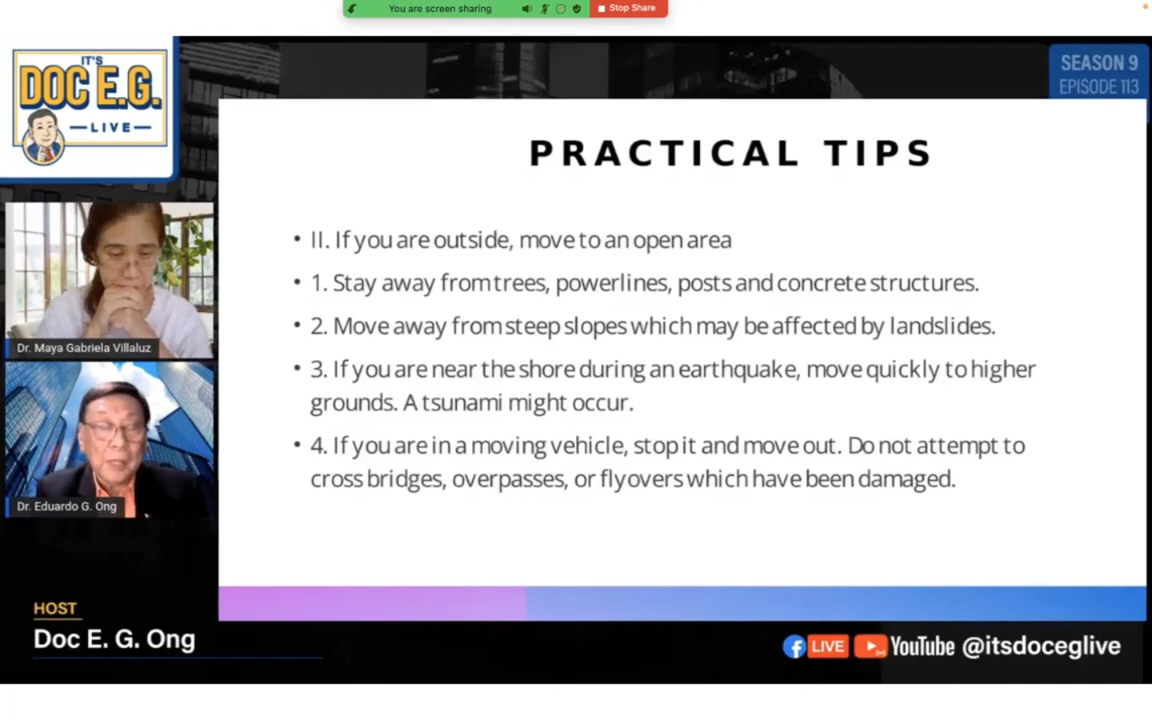 You are screen sharing
Stop Share
IT'S
DOC E.G.
LIVE
SEASON 9
EPISODE 113
PRACTICAL TIPS
• II. If you are outside, move to an open area
• 1. Stay away from trees, powerlines, posts and concrete structures.
• 2. Move away from steep slopes which may be affected by landslides.
• 3. If you are near the shore during an earthquake, move quickly to higher
grounds. A tsunami might occur.
• 4. If you are in a moving vehicle, stop it and move out. Do not attempt to
cross bridges, overpasses, or flyovers which have been damaged.
Dr. Maya Gabriela Villaluz
Dr. Eduardo G. Ong
HOST
Doc E. G. Ong
LIVE YouTube @itsdoceglive